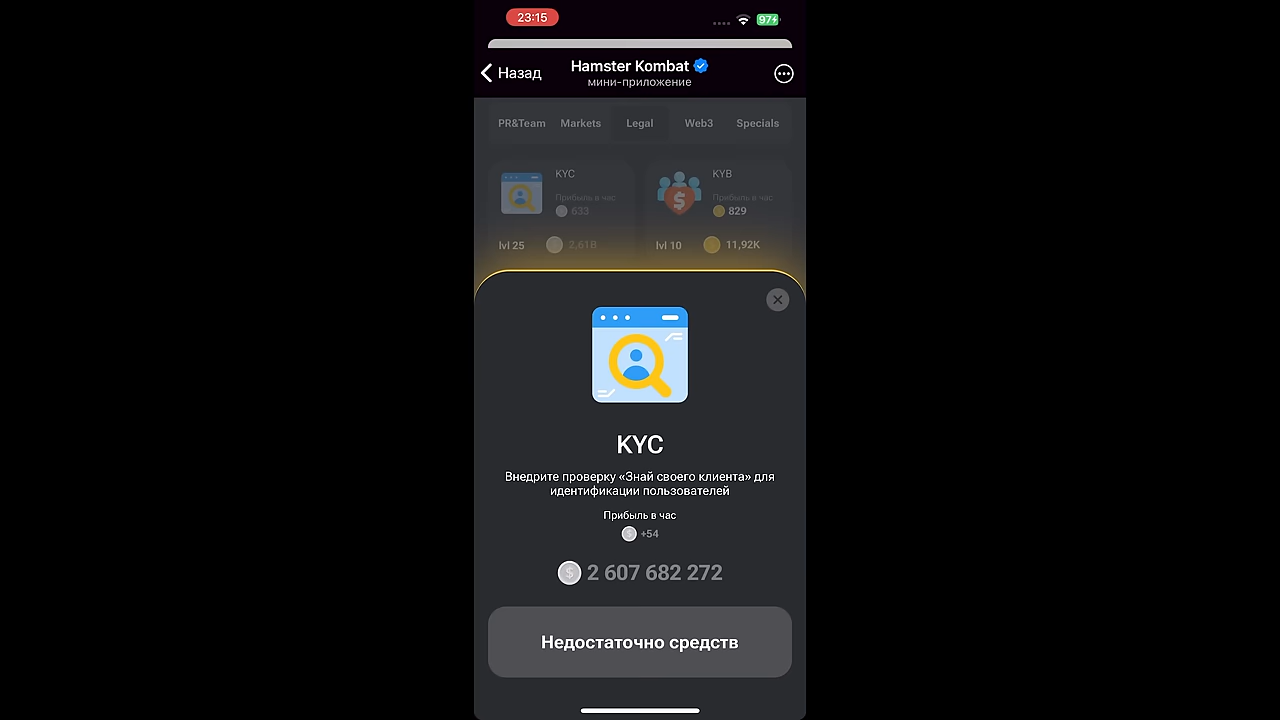 23:15
97
Назад
Hamster Kombat
мини-приложение
PR&Team Markets Legal Web3 Specials
KYC
Прибыль в час
633
lvl 25 2.61B
KYB
Прибыль в час
829
lvl 10 11,92K
KYC
Внедрите проверку «Знай своего клиента» для
идентификации пользователей
Прибыль в час
+54
2 607 682 272
Недостаточно средств